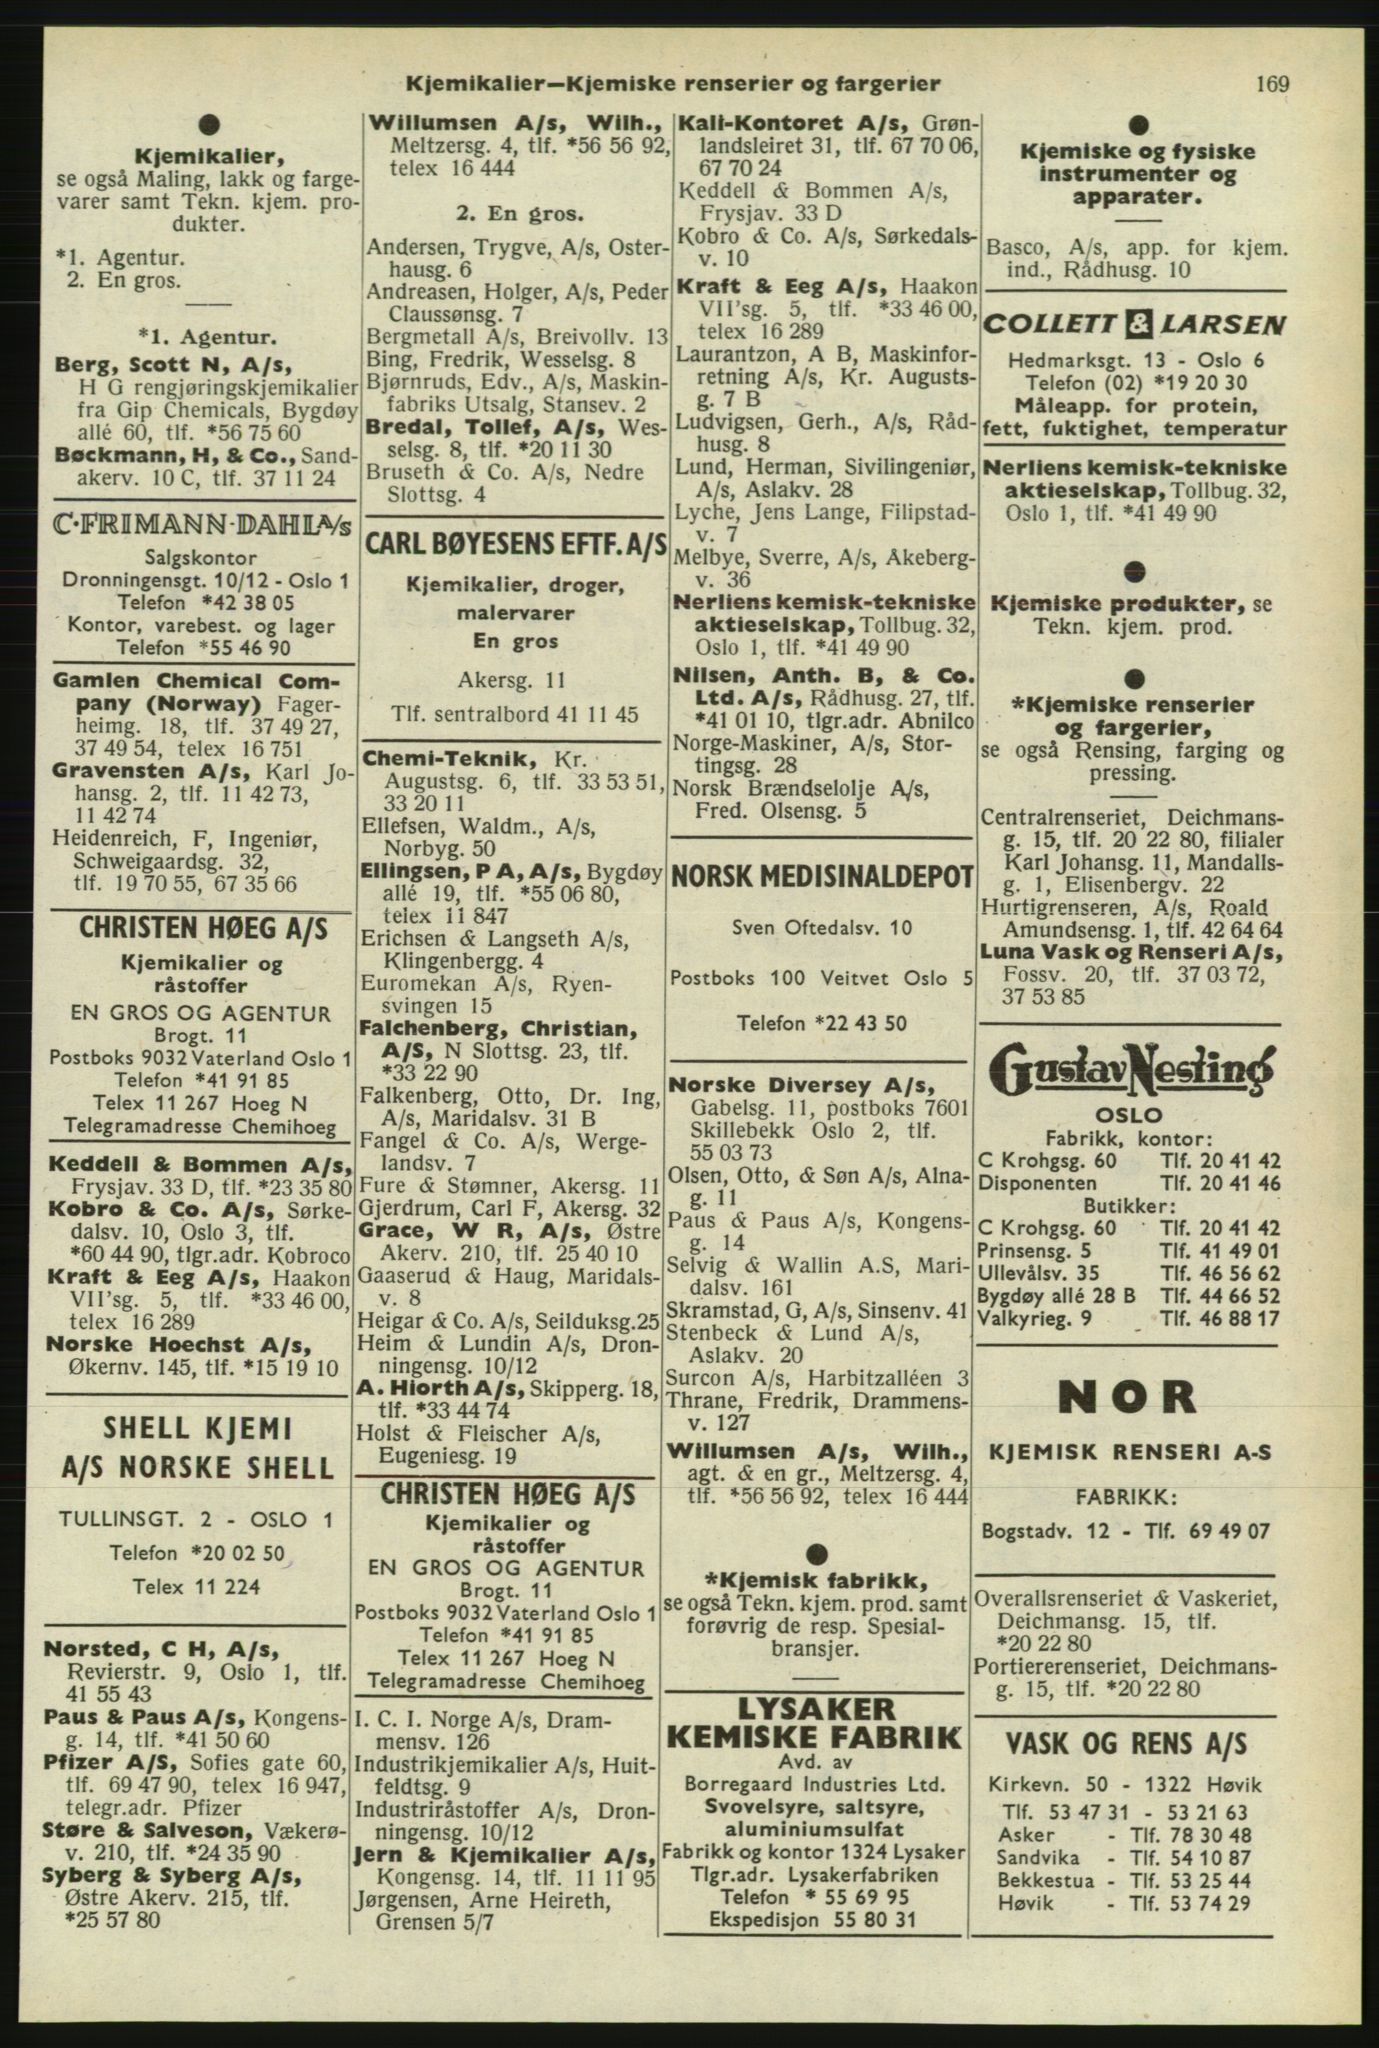 Kjemikalier—Kjemiske renserier og fargerier
169
Kjemikalier,
se også Maling, lakk og farge-
varer samt Tekn. kjem. pro-
dukter.
*1. Agentur.
2. En gros.
*1. Agentur.
Berg, Scott N, A/s,
H G rengjøringskjemikalier
fra Gip Chemicals, Bygdøy
allé 60, tlf. *56 75 60
Bøckmann, H, & Co., Sand-
akerv. 10 C, tlf. 37 11 24
C·FRIMANN-DAHL A/s
Salgskontor
Dronningensgt. 10/12 - Oslo 1
Telefon *42 38 05
Kontor, varebest. og lager
Telefon *55 46 90
Gamlen Chemical Com-
pany (Norway) Fager-
heimg. 18, tlf. 37 49 27,
37 49 54, telex 16 751
Gravensten A/s, Karl Jo-
hansg. 2, tlf. 11 42 73,
11 42 74
Heidenreich, F, Ingeniør,
Schweigaardsg. 32,
tlf. 19 70 55, 67 35 66
CHRISTEN HØEG A/S
Kjemikalier og
råstoffer
EN GROS OG AGENTUR
Brogt. 11
Postboks 9032 Vaterland Oslo 1
Telefon *41 91 85
Telex 11 267 Hoeg N
Telegramadresse Chemihoeg
Keddell & Bommen A/s,
Frysjav. 33 D, tlf. *23 35 80
Kobro & Co. A/s, Sørke-
dalsv. 10, Oslo 3, tlf.
*60 44 90, tlgr.adr. Kobroco
Kraft & Eeg A/s, Haakon
VII'sg. 5, tlf. *33 46 00,
telex 16 289
Norske Hoechst A/s,
Økernv. 145, tlf. *15 19 10
SHELL KJEMI
A/S NORSKE SHELL
TULLINSGT. 2 - OSLO 1
Telefon *20 02 50
Telex 11 224
Norsted, C H, A/s,
Revierstr. 9, Oslo 1, tlf.
41 55 43
Paus & Paus A/s, Kongens-
g. 14, tlf. *41 50 60
Pfizer A/S, Sofies gate 60,
tlf. 69 47 90, telex 16 947,
telegr.adr. Pfizer
Støre & Salveson, Vækerø-
v. 210, tlf. *24 35 90
Syberg & Syberg A/s,
Østre Akerv. 215, tlf.
*25 57 80
Willumsen A/s, Wilh.,
Meltzersg. 4, tlf. *56 56 92,
telex 16 444
2. En gros.
Andersen, Trygve, A/s, Oster-
hausg. 6
Andreasen, Holger, A/s, Peder
Claussønsg. 7
Bergmetall A/s, Breivollv. 13
Bing, Fredrik, Wesselsg. 8
Bjørnruds, Edv., A/s, Maskin-
fabriks Utsalg, Stansev. 2
Bredal, Tollef, A/s, Wes-
selsg. 8, tlf. *20 11 30
Bruseth & Co. A/s, Nedre
Slottsg. 4
CARL BØYESENS EFTF. A/S
Kjemikalier, droger,
malervarer
En gros
Akersg. 11
Tlf. sentralbord 41 11 45
Chemi-Teknik, Kr.
Augustsg. 6, tlf. 33 53 51,
33 20 11
Ellefsen, Waldm., A/s,
Norbyg. 50
Ellingsen, P A, A/s, Bygdøy
allé 19, tlf. *55 06 80,
telex 11 847
Erichsen & Langseth A/s,
Klingenbergg. 4
Euromekan A/s, Ryen-
svingen 15
Falchenberg, Christian,
A/S, N Slottsg. 23, tlf.
*33 22 90
Falkenberg, Otto, Dr. Ing,
A/s, Maridalsv. 31 B
Fangel & Co. A/s, Werge-
landsv. 7
Fure & Stømner, Akersg. 11
Gjerdrum, Carl F, Akersg. 32
Grace, W R, A/s, Østre
Akerv. 210, tlf. 25 40 10
Gaaserud & Haug, Maridals-
v. 8
Heigar & Co. A/s, Seilduksg.25
Heim & Lundin A/s, Dron-
ningensg. 10/12
A. Hiorth A/s, Skipperg. 18,
tlf. *33 44 74
Holst & Fleischer A/s,
Eugeniesg. 19
CHRISTEN HØEG A/S
Kjemikalier og
råstoffer
EN GROS OG AGENTUR
Brogt. 11
Postboks 9032 Vaterland Oslo 1
Telefon *41 91 85
Telex 11 267 Hoeg N
Telegramadresse Chemihoeg
I. C. I. Norge A/s, Dram-
mensv. 126
Industrikjemikalier A/s, Huit-
feldtsg. 9
Industriråstoffer A/s, Dron-
ningensg. 10/12
Jern & Kjemikalier A/s,
Kongensg. 14, tlf. 11 11 95
Jørgensen, Arne Heireth,
Grensen 5/7
Kali-Kontoret A/s, Grøn-
landsleiret 31, tlf. 67 70 06,
67 70 24
Keddell & Bommen A/s,
Frysjav. 33 D
Kobro & Co. A/s, Sørkedals-
v. 10
Kraft & Eeg A/s, Haakon
VII'sg. 5, tlf. *33 46 00,
telex 16 289
Laurantzon, A B, Maskinfor-
retning A/s, Kr. Augusts-
g. 7 B
Ludvigsen, Gerh., A/s, Råd-
husg. 8
Lund, Herman, Sivilingeniør,
A/s, Aslakv. 28
Lyche, Jens Lange, Filipstad-
v. 7
Melbye, Sverre, A/s, Åkeberg-
v. 36
Nerliens kemisk-tekniske
aktieselskap, Tollbug. 32,
Oslo 1, tlf. *41 49 90
Nilsen, Anth. B, & Co.
Ltd. A/s, Rådhusg. 27, tlf.
*41 01 10, tlgr.adr. Abnilco
Norge-Maskiner, A/s, Stor-
tingsg. 28
Norsk Brændselolje A/s,
Fred. Olsensg. 5
NORSK MEDISINALDEPOT
Sven Oftedalsv. 10
Postboks 100 Veitvet Oslo 5
Telefon *22 43 50
Norske Diversey A/s,
Gabelsg. 11, postboks 7601
Skillebekk Oslo 2, tlf.
55 03 73
Olsen, Otto, & Søn A/s, Alna-
g. 11
Paus & Paus A/s, Kongens-
g. 14
Selvig & Wallin A.S, Mari-
dalsv. 161
Skramstad, G, A/s, Sinsenv. 41
Stenbeck & Lund A/s,
Aslakv. 20
Surcon A/s, Harbitzalléen 3
Thrane, Fredrik, Drammens-
v. 127
Willumsen A/s, Wilh.,
agt. & en gr., Meltzersg. 4,
tlf. *56 56 92, telex 16 444
*Kjemisk fabrikk,
se også Tekn. kjem. prod. samt
forøvrig de resp. Spesial-
bransjer.
LYSAKER
KEMISKE FABRIK
Avd. av
Borregaard Industries Ltd.
Svovelsyre, saltsyre,
aluminiumsulfat
Fabrikk og kontor 1324 Lysaker
Tlgr.adr. Lysakerfabriken
Telefon * 55 69 95
Ekspedisjon 55 80 31
Kjemiske og fysiske
instrumenter og
apparater.
Basco, A/s, app. for kjem.
ind., Rådhusg. 10
COLLETT & LARSEN
Hedmarksgt. 13 - Oslo 6
Telefon (02) *19 20 30
Måleapp. for protein,
fett, fuktighet, temperatur
Nerliens kemisk-tekniske
aktieselskap, Tollbug. 32,
Oslo 1, tlf. *41 49 90
Kjemiske produkter, se
Tekn. kjem. prod.
*Kjemiske renserier
og fargerier,
se også Rensing, farging og
pressing.
Centralrenseriet, Deichmans-
g. 15, tlf. 20 22 80, filialer
Karl Johansg. 11, Mandalls-
g. 1, Elisenbergv. 22
Hurtigrenseren, A/s, Roald
Amundsensg. 1, tlf. 42 64 64
Luna Vask og Renseri A/s,
Fossv. 20, tlf. 37 03 72,
37 53 85
Gustav Nesting
OSLO
Fabrikk, kontor:
C Krohgsg. 60 Tlf. 20 41 42
Disponenten Tlf. 20 41 46
Butikker:
C Krohgsg. 60 Tlf. 20 41 42
Prinsensg. 5 Tlf. 41 49 01
Ullevålsv. 35 Tlf. 46 56 62
Bygdøy allé 28 B Tlf. 44 66 52
Valkyrieg. 9 Tlf. 46 88 17
NOR
KJEMISK RENSERI A-S
FABRIKK:
Bogstadv. 12 - Tlf. 69 49 07
Overallsrenseriet & Vaskeriet,
Deichmansg. 15, tlf.
*20 22 80
Portiererenseriet, Deichmans-
g. 15, tlf. *20 22 80
VASK OG RENS A/S
Kirkevn. 50 - 1322 Høvik
Tlf. 53 47 31 - 53 21 63
Asker - Tlf. 78 30 48
Sandvika - Tlf. 54 10 87
Bekkestua - Tlf. 53 25 44
Høvik - Tlf. 53 74 29